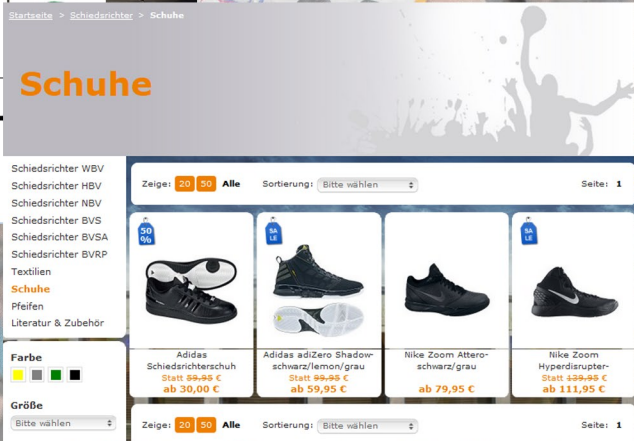 Startseite > Schiedsrichter > Schuhe
Schuhe
Schiedsrichter WBV
Schiedsrichter HBV
Schiedsrichter NBV
Schiedsrichter BVS
Schiedsrichter BVSA
Schiedsrichter BVRP
Textilien
Schuhe
Pfeifen
Literatur & Zubehör
Farbe
Größe
Bitte wählen
Zeige: 20 50 Alle Sortierung: Bitte wählen Seite: 1
50
%
Adidas
Schiedsrichterschuh
Statt 59,95 €
ab 30,00 €
SA
LE
Adidas adiZero Shadow-
schwarz/lemon/grau
Statt 99,95 €
ab 59,95 €
Nike Zoom Attero-
schwarz/grau
ab 79,95 €
SA
LE
Nike Zoom
Hyperdisrupter-
Statt 139,95 €
ab 111,95 €
Zeige: 20 50 Alle Sortierung: Bitte wählen Seite: 1